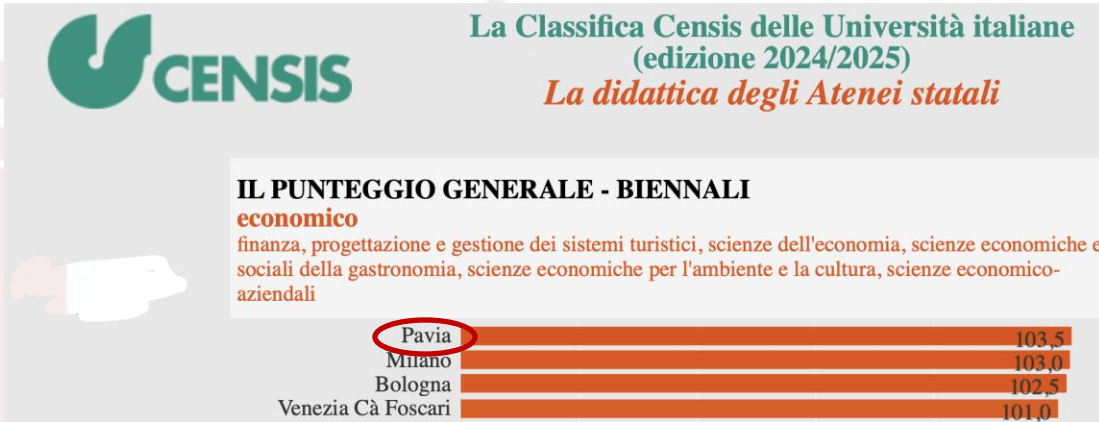 CENSIS
La Classifica Censis delle Università italiane
(edizione 2024/2025)
La didattica degli Atenei statali
IL PUNTEGGIO GENERALE - BIENNALI
economico
finanza, progettazione e gestione dei sistemi turistici, scienze dell'economia, scienze economiche e
sociali della gastronomia, scienze economiche per l'ambiente e la cultura, scienze economico-
aziendali
Pavia 103,5
Milano 103,0
Bologna 102,5
Venezia Cà Foscari 101,0